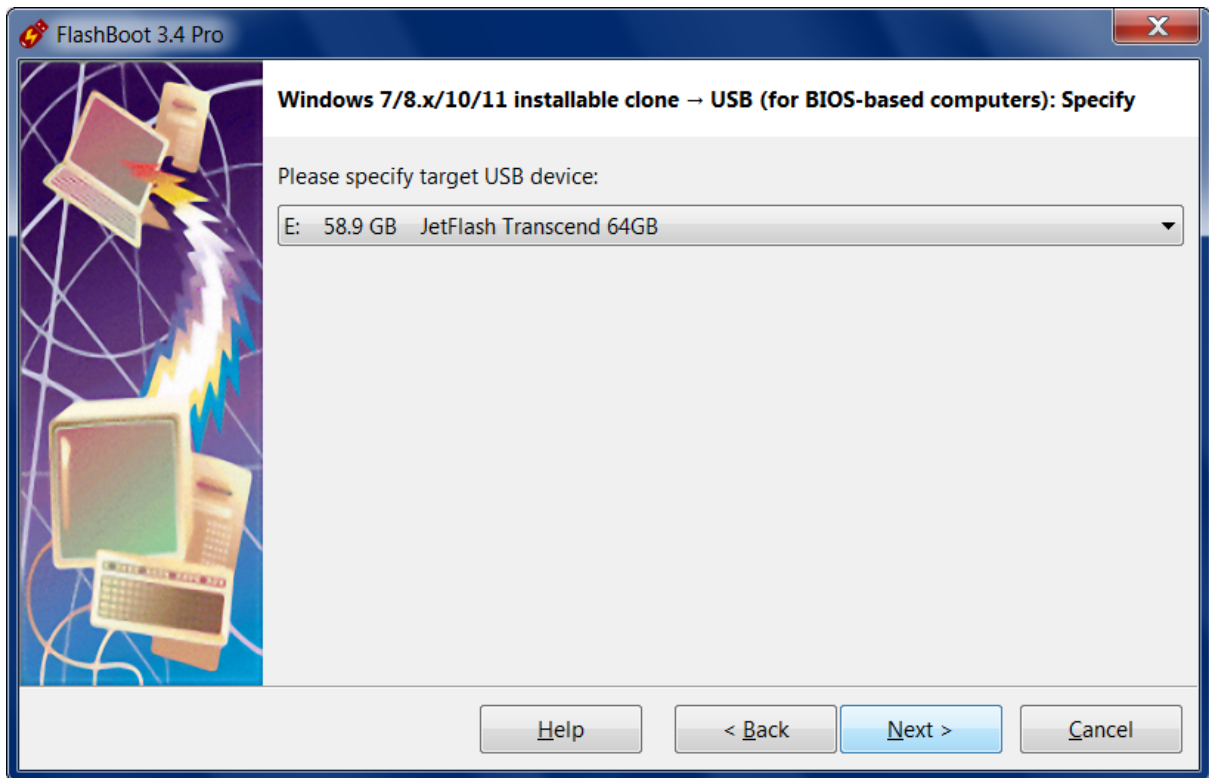 FlashBoot 3.4 Pro
Windows 7/8.x/10/11 installable clone → USB (for BIOS-based computers): Specify
Please specify target USB device:
E: 58.9 GB JetFlash Transcend 64GB
Help < Back Next > Cancel